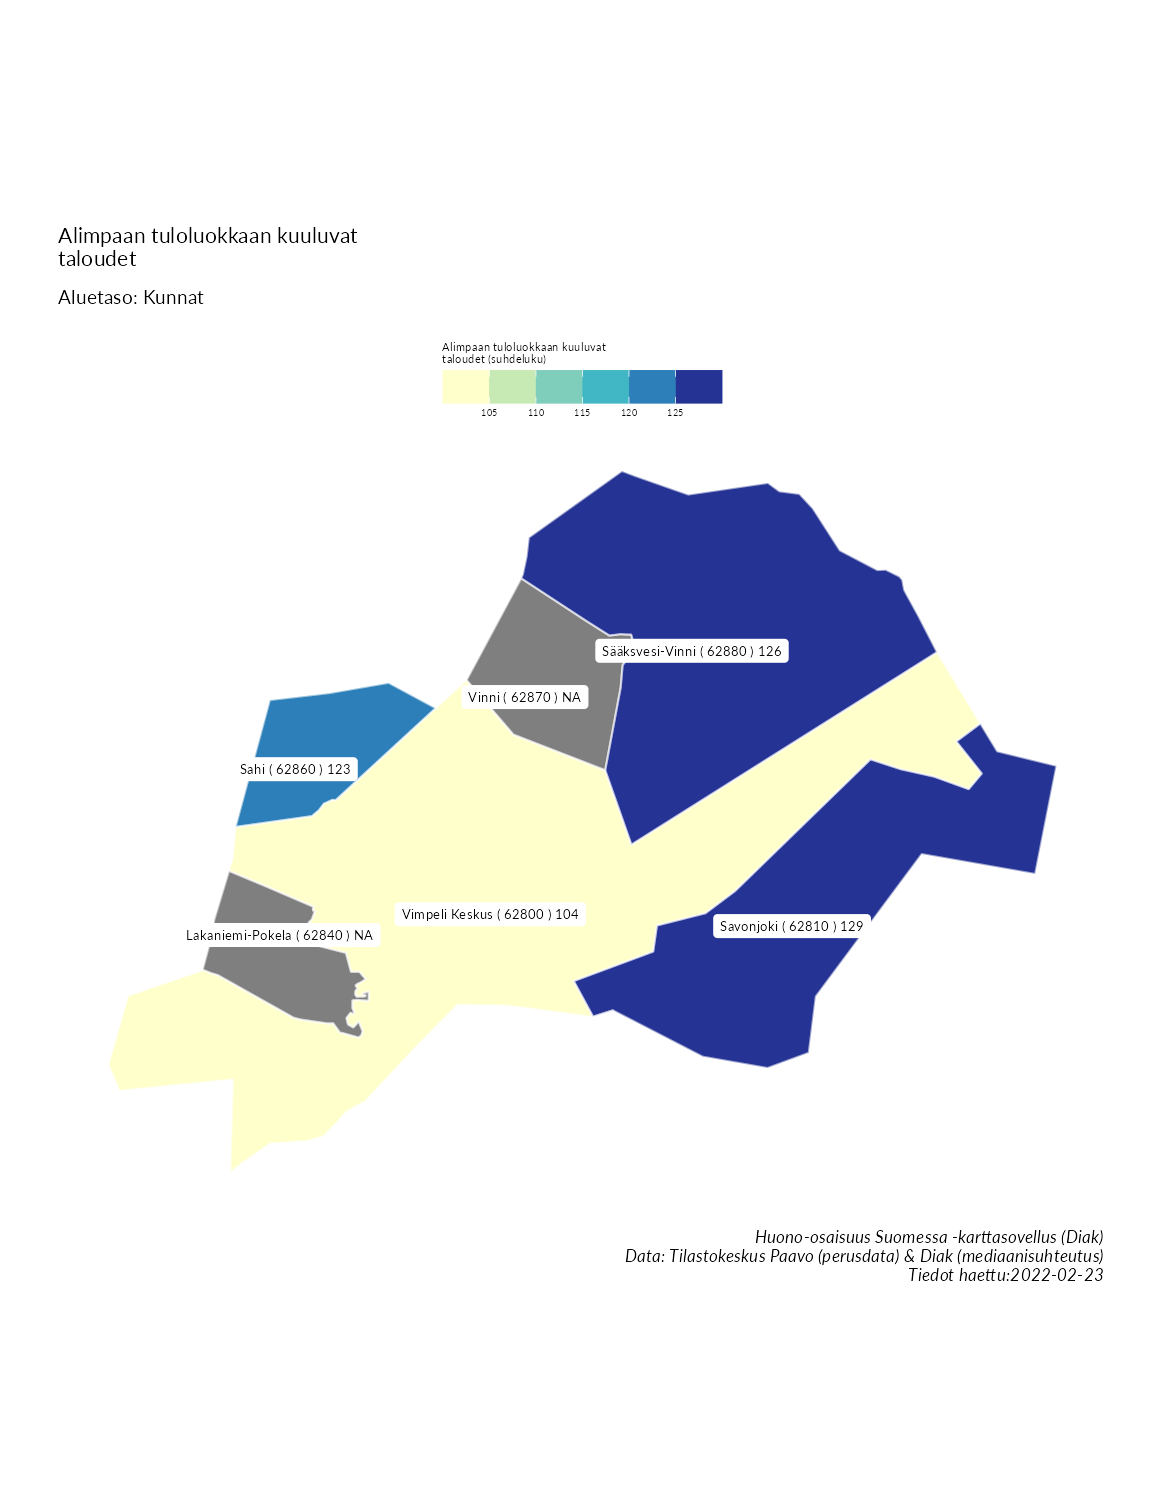 Alimpaan tuloluokkaan kuuluvat
taloudet
Aluetaso: Kunnat
Alimpaan tuloluokkaan kuuluvat
taloudet (suhdeluku)
105 110 115 120 125
Sääksvesi-Vinni ( 62880 ) 126
Vinni ( 62870 ) NA
Sahi ( 62860 ) 123
Vimpeli Keskus ( 62800 ) 104
Savonjoki ( 62810 ) 129
Lakaniemi-Pokela ( 62840 ) NA
Huono-osaisuus Suomessa -karttasovellus (Diak)
Data: Tilastokeskus Paavo (perusdata) & Diak (mediaanisuhteutus)
Tiedot haettu:2022-02-23